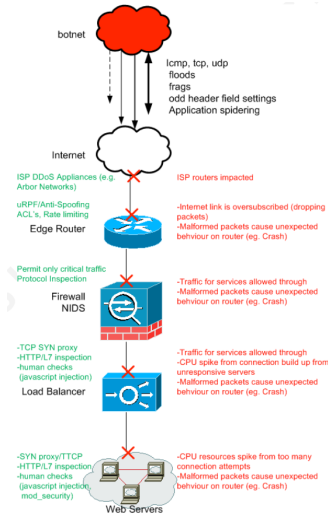 botnet
Icmp, tcp, udp
floods
frags
odd header field settings
Application spidering
Internet
ISP DDoS Appliances (e.g.
Arbor Networks)
ISP routers impacted
uRPF/Anti-Spoofing
ACL's, Rate limiting
Edge Router
-Internet link is oversubscribed (dropping
packets)
-Malformed packets cause unexpected
behviour on router (eg. Crash)
Permit only critical traffic
Protocol Inspection
Firewall
NIDS
-Traffic for services allowed through
-Malformed packets cause unexpected
behviour on router (eg. Crash)
-TCP SYN proxy
-HTTP/L7 inspection
-human checks
(javascript injection)
Load Balancer
-Traffic for services allowed through
-CPU spike from connection build up from
unresponsive servers
-Malformed packets cause unexpected
behviour on router (eg. Crash)
-SYN proxy/TTCP
-HTTP/L7 inspection
-human checks
(javascript injection,
mod_security)
-CPU resources spike from too many
connection attempts
-Malformed packets cause unexpected
behviour on router (eg. Crash)
Web Servers